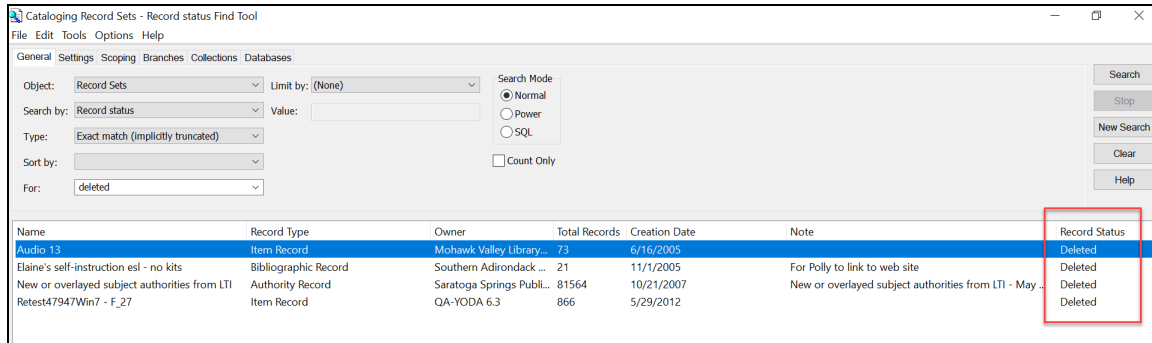 Cataloging Record Sets - Record status Find Tool
File Edit Tools Options Help
General Settings Scoping Branches Collections Databases
Object: Record Sets Limit by: (None) Search Mode Search
Normal
Search by: Record status Value: Power Stop
Type: Exact match (implicitly truncated) SQL New Search
Sort by: Count Only Clear
For: deleted Help
Name Record Type Owner Total Records Creation Date Note Record Status
Audio 13 Item Record Mohawk Valley Library... 73 6/16/2005 Deleted
Elaine's self-instruction esl - no kits Bibliographic Record Southern Adirondack ... 21 11/1/2005 For Polly to link to web site Deleted
New or overlayed subject authorities from LTI Authority Record Saratoga Springs Publi... 81564 10/21/2007 New or overlayed subject authorities from LTI - May ... Deleted
Retest47947Win7 - F_27 Item Record QA-YODA 6.3 866 5/29/2012 Deleted